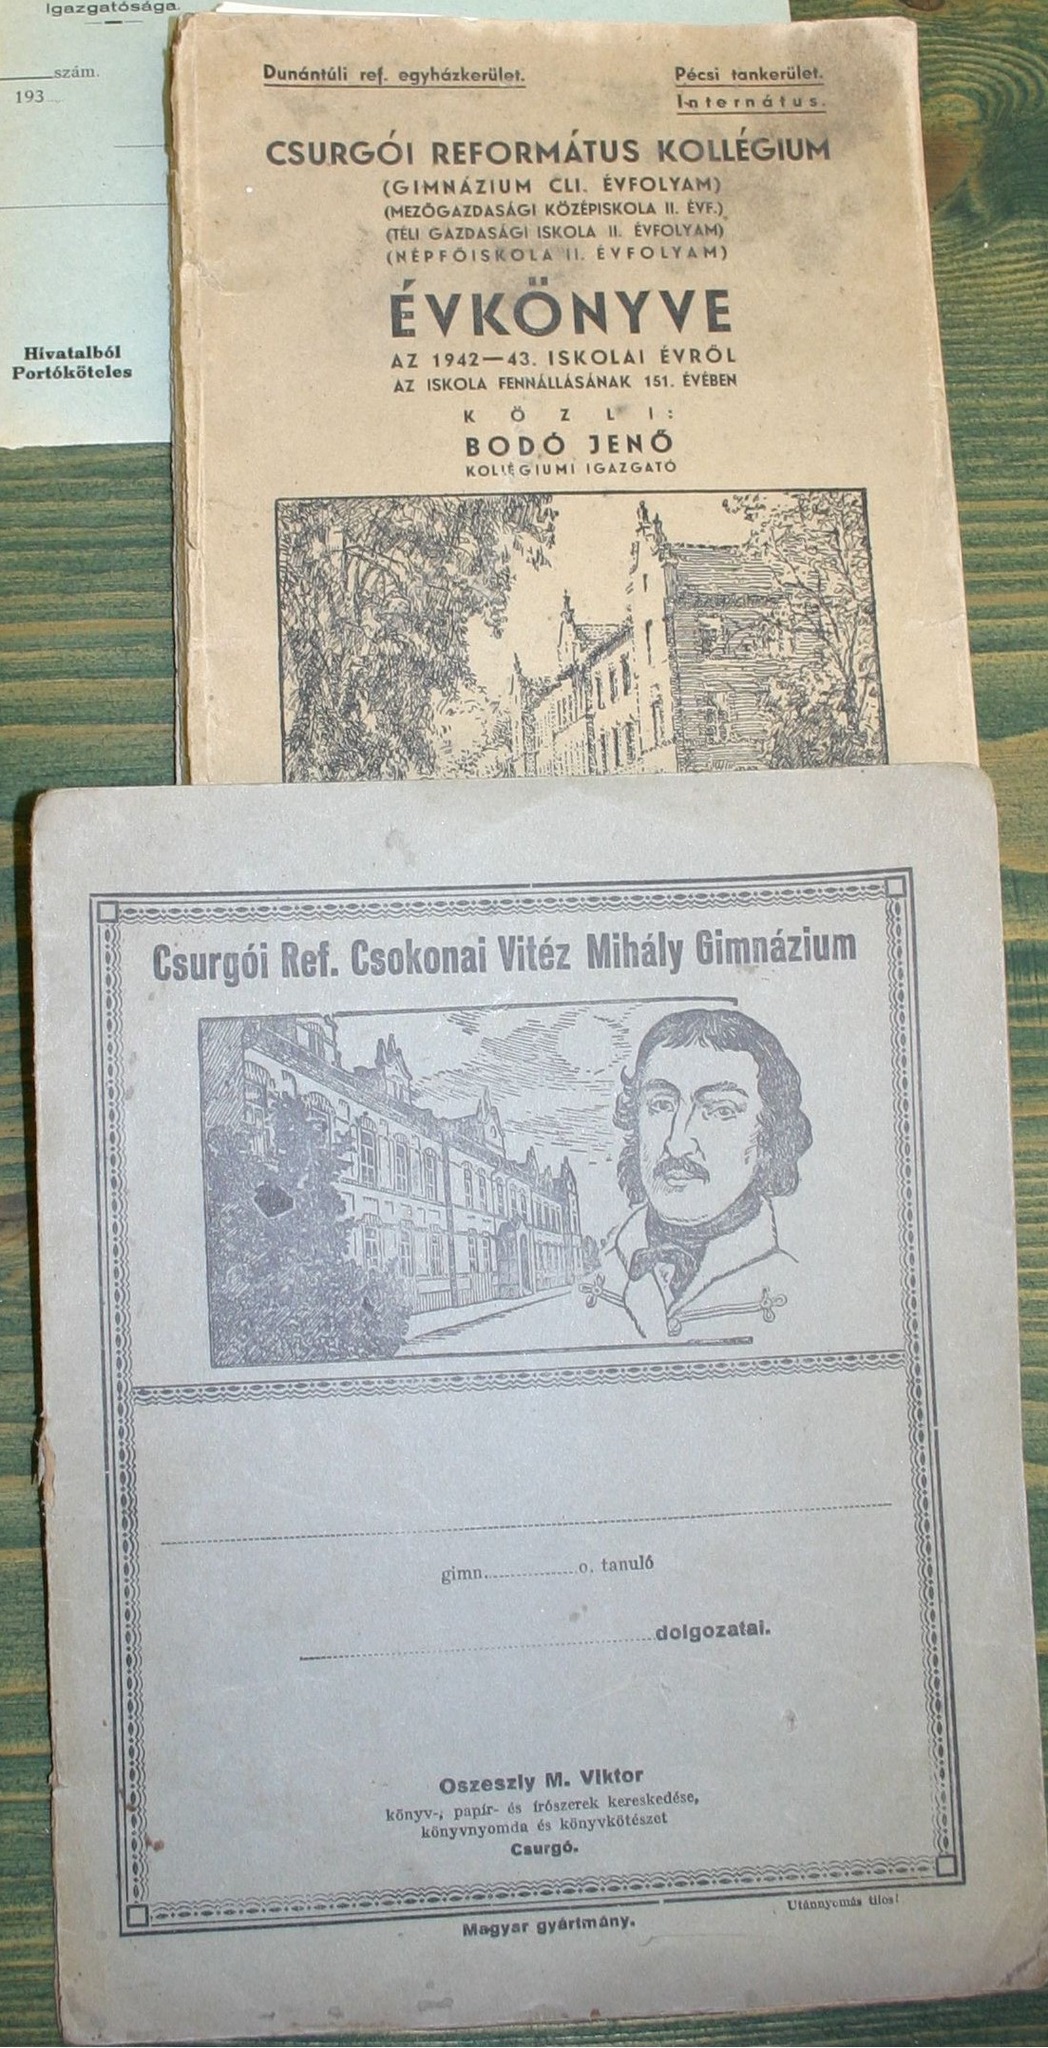 Igazgatósága.
szám.
193
Hivatalból
Portóköteles
Dunántúli ref. egyházkerület.
Pécsi tankerület.
Internátus.
CSURGÓI REFORMÁTUS KOLLÉGIUM
(GIMNÁZIUM CLI. ÉVFOLYAM)
(MEZŐGAZDASÁGI KÖZÉPISKOLA II. ÉVF.)
(TÉLI GAZDASÁGI ISKOLA II. ÉVFOLYAM)
(NÉPFŐISKOLA II. ÉVFOLYAM)
ÉVKÖNYVE
AZ 1942—43. ISKOLAI ÉVRŐL
AZ ISKOLA FENNÁLLÁSÁNAK 151. ÉVÉBEN
KÖZLI:
BODÓ JENŐ
KOLLÉGIUMI IGAZGATÓ
Csurgói Ref. Csokonai Vitéz Mihály Gimnázium
gimn. o. tanuló
dolgozatai.
Oszeszly M. Viktor
könyv-, papír- és írószerek kereskedése,
könyvnyomda és könyvkötészet
Csurgó.
Utánnyomás tilos!
Magyar gyártmány.